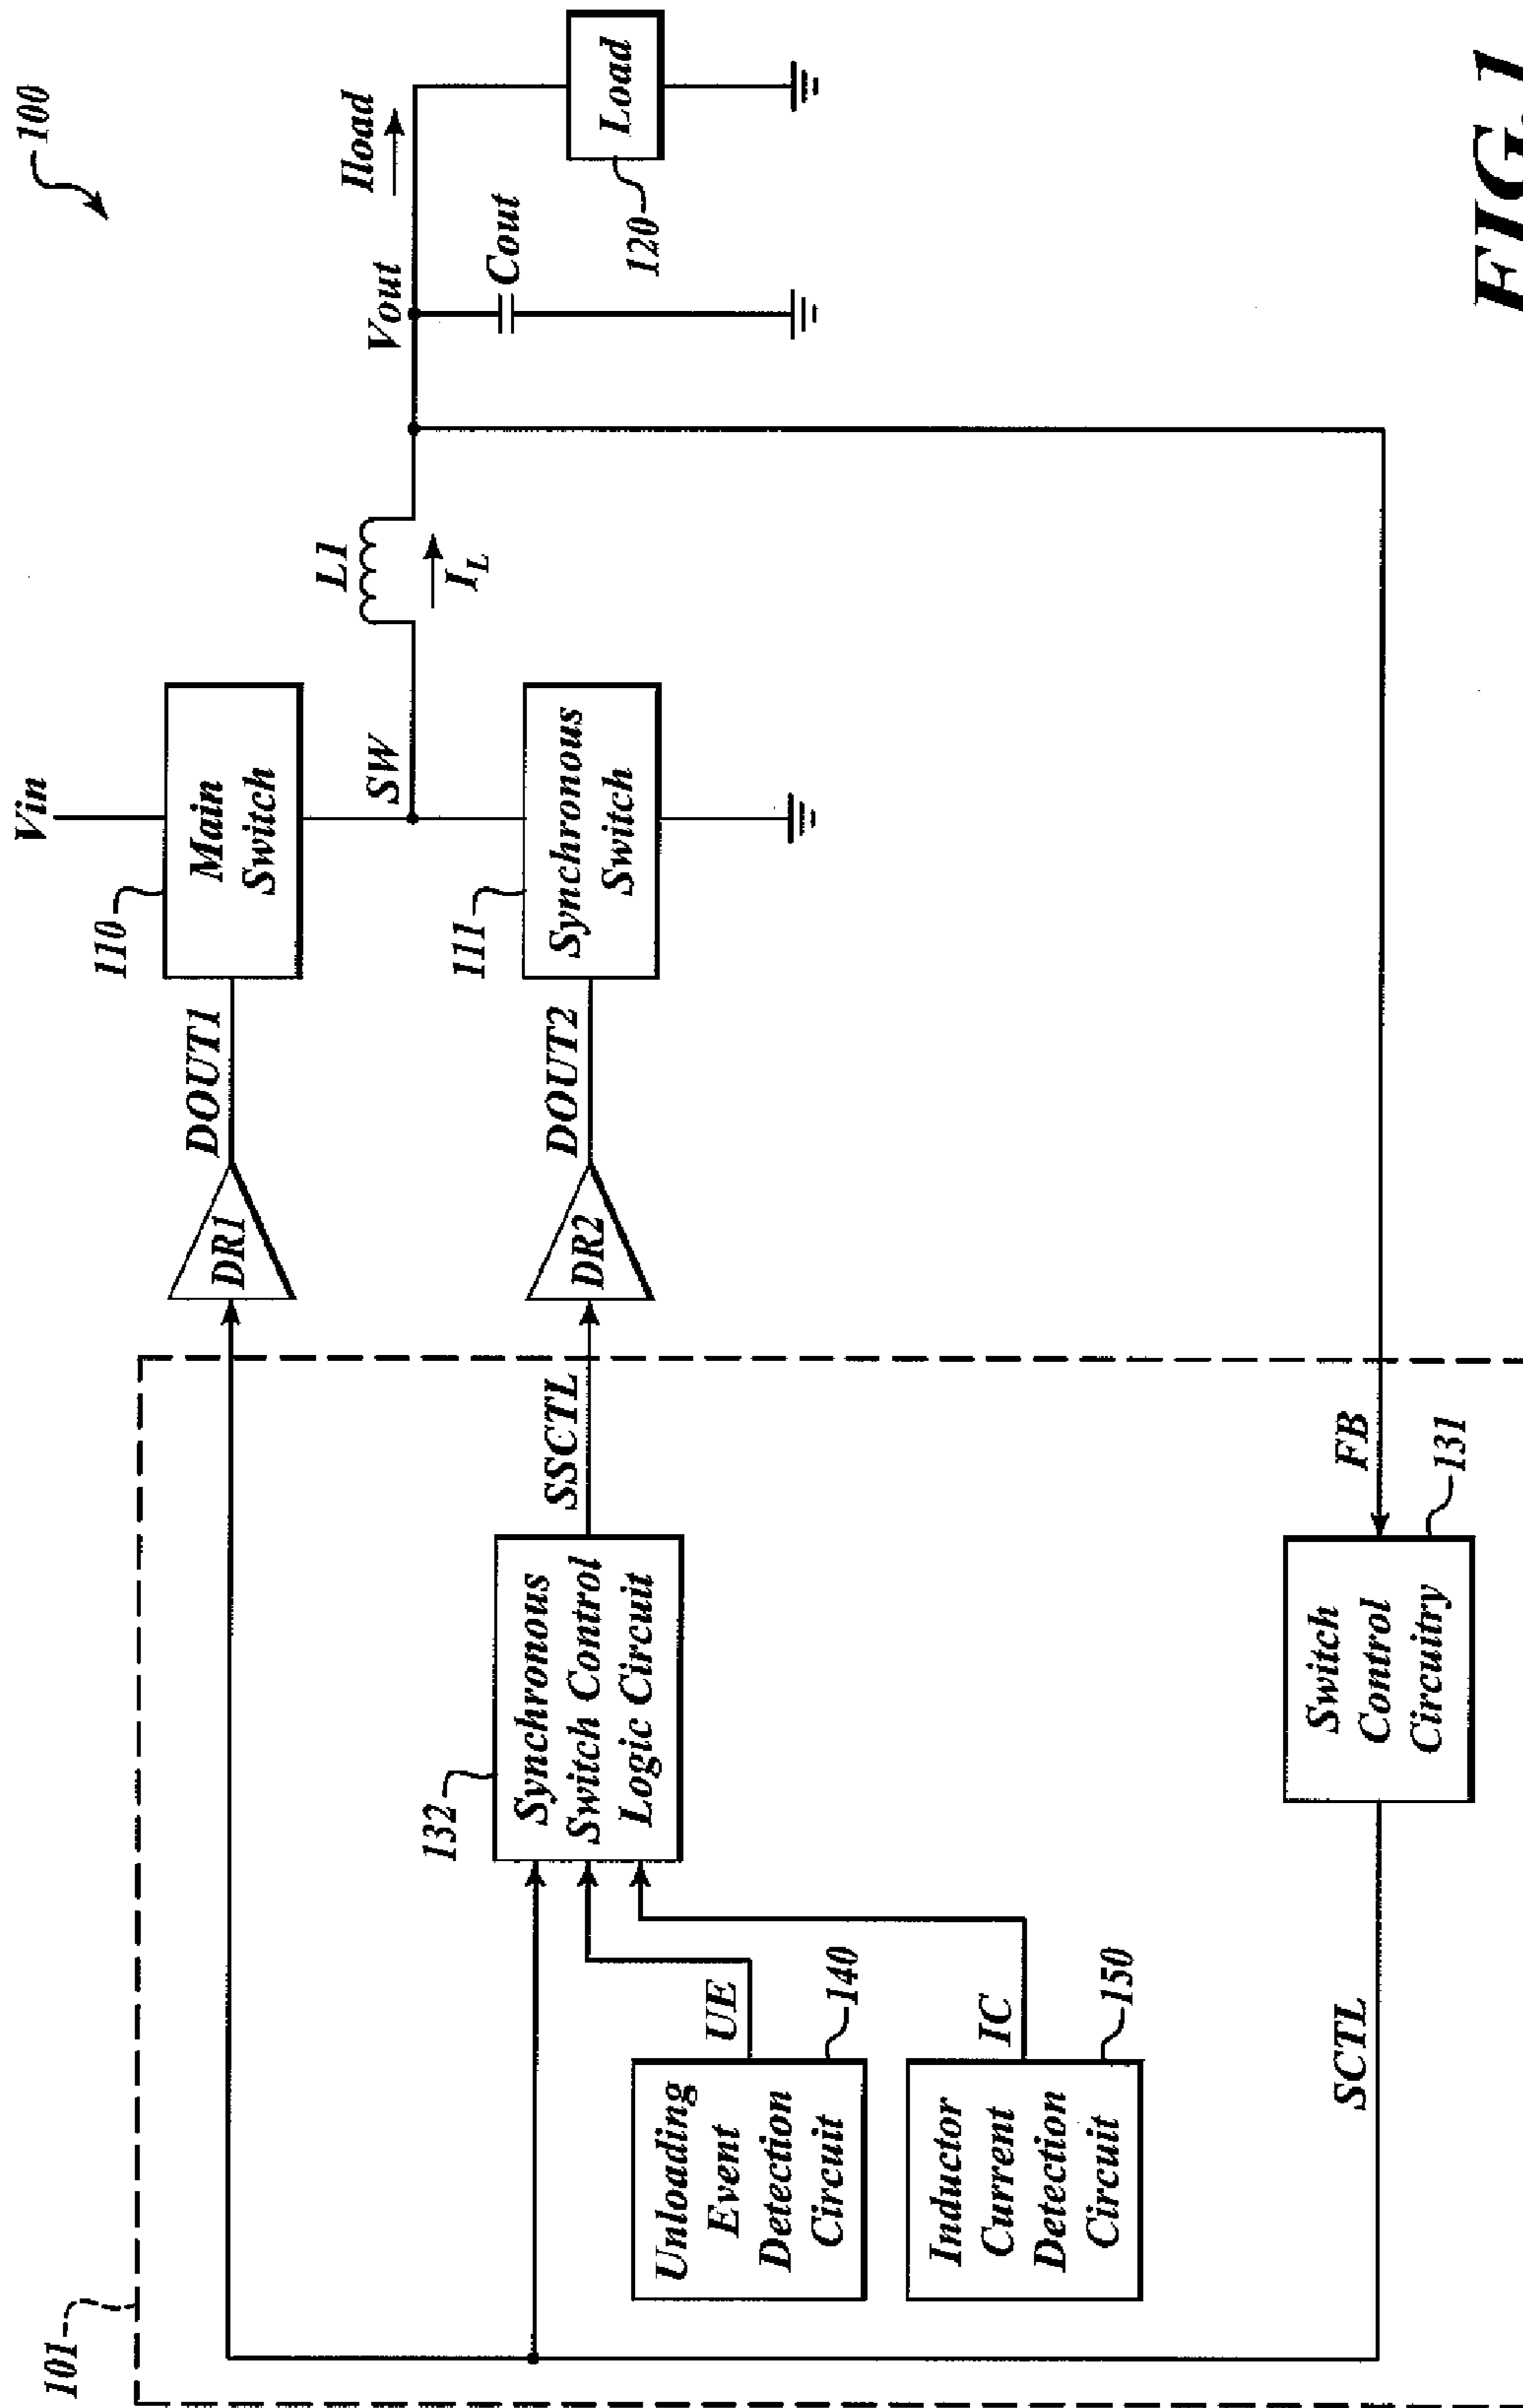 100
Vin
110
Main
Switch
DOUT1
DR1
SW
L1
I_L
Vout
Iload
Cout
Load
120
111
Synchronous
Switch
DOUT2
DR2
101
SSCTL
132
Synchronous
Switch Control
Logic Circuit
UE
140
Unloading
Event
Detection
Circuit
IC
150
Inductor
Current
Detection
Circuit
FB
131
Switch
Control
Circuitry
SCTL
FIG.1